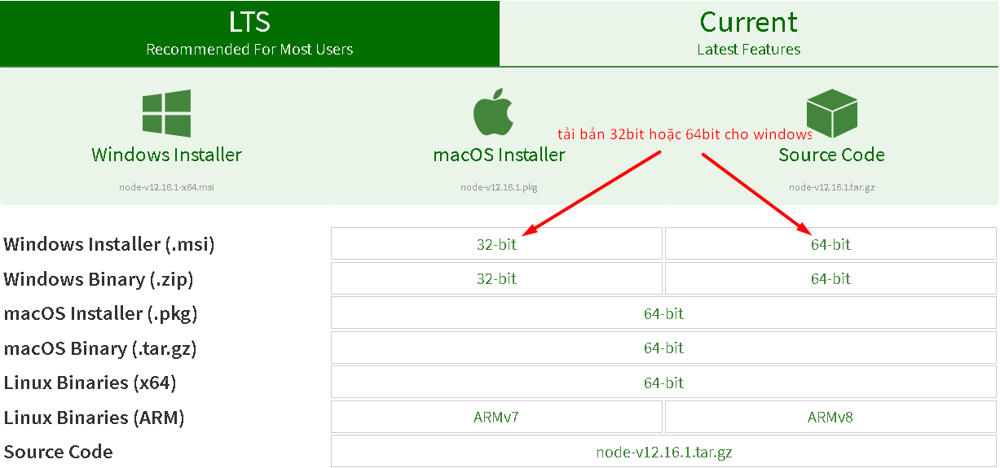 LTS
Recommended For Most Users
Current
Latest Features
tải bản 32bit hoặc 64bit cho windows
Windows Installer
node-v12.16.1-x64.msi
macOS Installer
node-v12.16.1.pkg
Source Code
node-v12.16.1.tar.gz
Windows Installer (.msi) 32-bit 64-bit
Windows Binary (.zip) 32-bit 64-bit
macOS Installer (.pkg) 64-bit
macOS Binary (.tar.gz) 64-bit
Linux Binaries (x64) 64-bit
Linux Binaries (ARM) ARMv7 ARMv8
Source Code node-v12.16.1.tar.gz